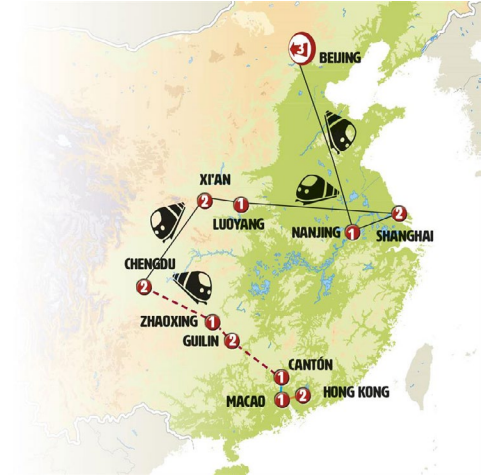 3
BEIJING
XI'AN
2
1
LUOYANG
NANJING
1
2
SHANGHAI
CHENGDU
2
ZHAOXING
1
GUILIN
2
CANTÓN
1
MACAO
1
2
HONG KONG